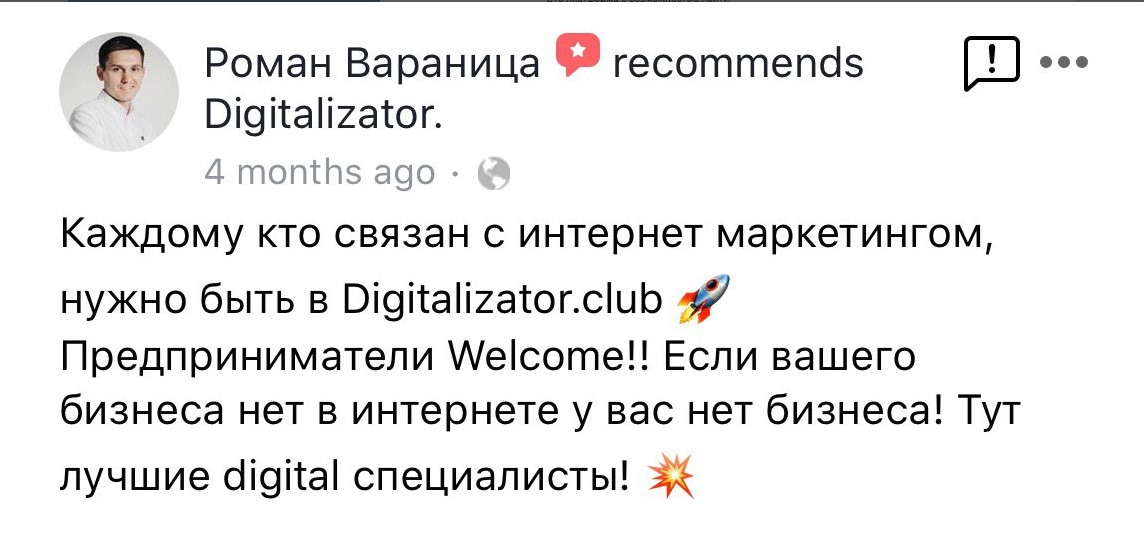 Роман Вараница recommends
Digitalizator.
4 months ago ·
Каждому кто связан с интернет маркетингом,
нужно быть в Digitalizator.club 🚀
Предприниматели Welcome!! Если вашего
бизнеса нет в интернете у вас нет бизнеса! Тут
лучшие digital специалисты! 💥